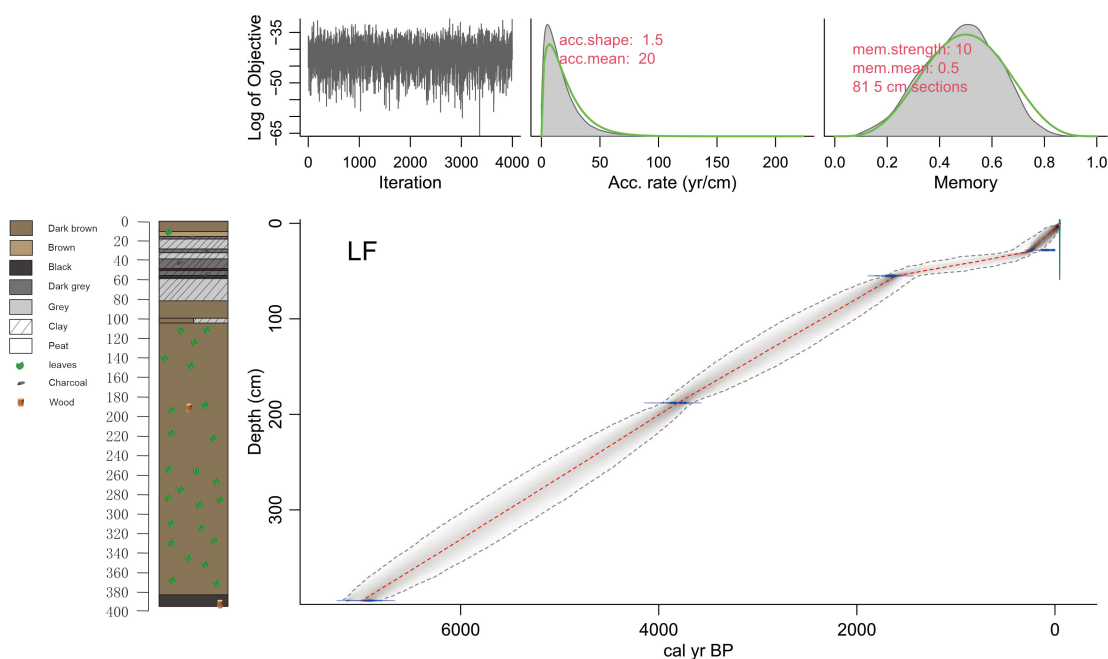 Log of Objective
−35
−50
−65
0
1000
2000
3000
4000
Iteration
acc.shape: 1.5
acc.mean: 20
0
50
100
150
200
Acc. rate (yr/cm)
mem.strength: 10
mem.mean: 0.5
81 5 cm sections
0.0
0.2
0.4
0.6
0.8
1.0
Memory
Dark brown
Brown
Black
Dark grey
Grey
Clay
Peat
leaves
Charcoal
Wood
0
20
40
60
80
100
120
140
160
180
200
220
240
260
280
300
320
340
360
370
380
400
LF
Depth (cm)
0
100
200
300
6000
4000
2000
0
cal yr BP